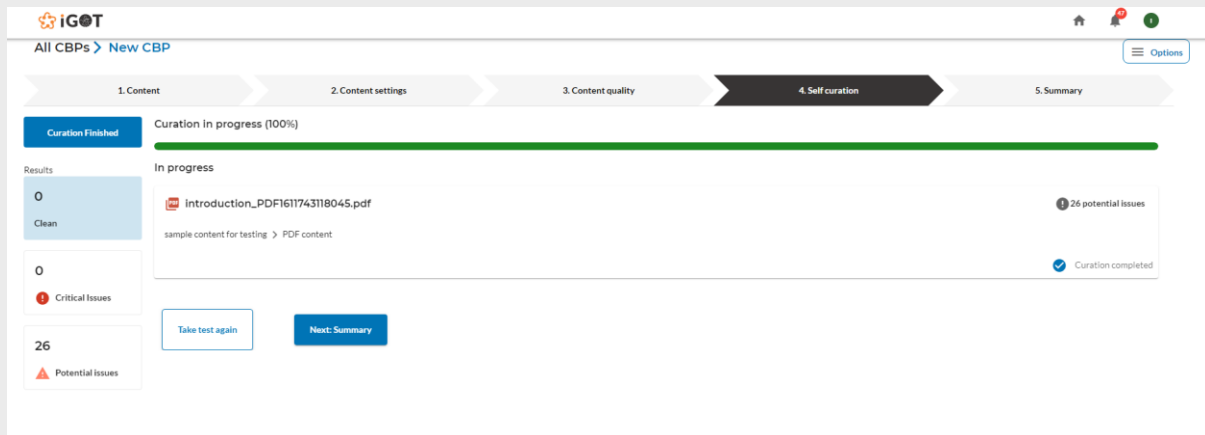 iGOT
47
I
All CBPs > New CBP
Options
1. Content
2. Content settings
3. Content quality
4. Self curation
5. Summary
Curation Finished
Curation in progress (100%)
Results
In progress
0
Clean
PDF
introduction_PDF1611743118045.pdf
26 potential issues
sample content for testing > PDF content
Curation completed
0
Critical Issues
Take test again
Next: Summary
26
Potential issues